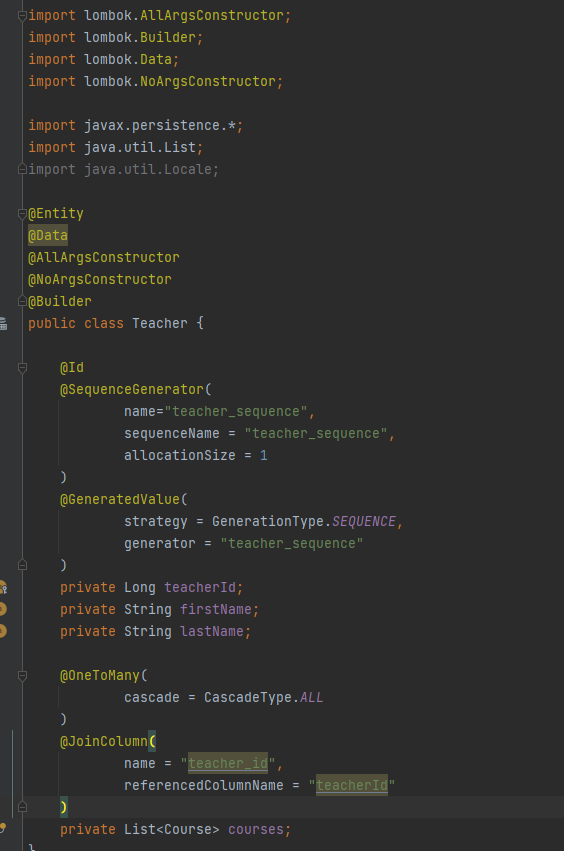 import lombok.AllArgsConstructor;
import lombok.Builder;
import lombok.Data;
import lombok.NoArgsConstructor;
import javax.persistence.*;
import java.util.List;
import java.util.Locale;
@Entity
@Data
@AllArgsConstructor
@NoArgsConstructor
@Builder
public class Teacher {
@Id
@SequenceGenerator(
name="teacher_sequence",
sequenceName = "teacher_sequence",
allocationSize = 1
)
@GeneratedValue(
strategy = GenerationType.SEQUENCE,
generator = "teacher_sequence"
)
private Long teacherId;
private String firstName;
private String lastName;
@OneToMany(
cascade = CascadeType.ALL
)
@JoinColumn(
name = "teacher_id",
referencedColumnName = "teacherId"
)
private List<Course> courses;
}